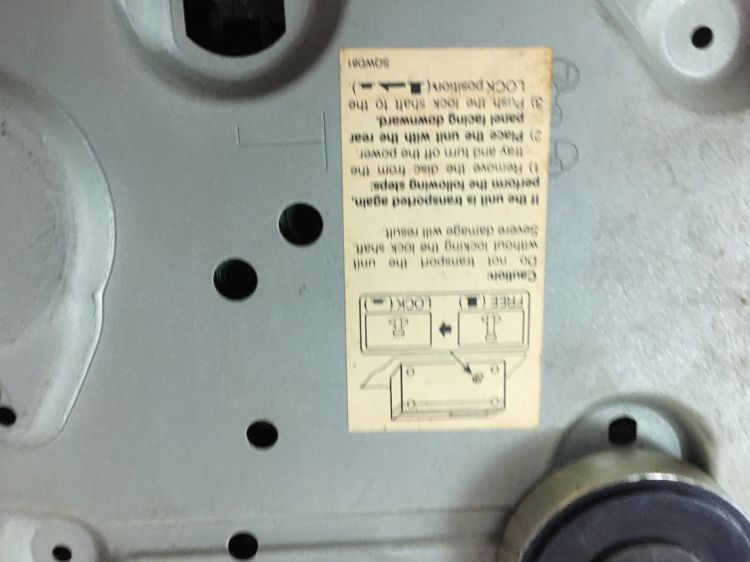 FREE ( ■ )
LOCK ( ━ )
Caution:
Do not transport the unit
without locking the lock shaft.
Severe damage will result.
If the unit is transported again,
perform the following steps:
1) Remove the disc from the
tray and turn off the power.
2) Place the unit with the rear
panel facing downward.
3) Push the lock shaft to the
LOCK position (
).
SQWD81